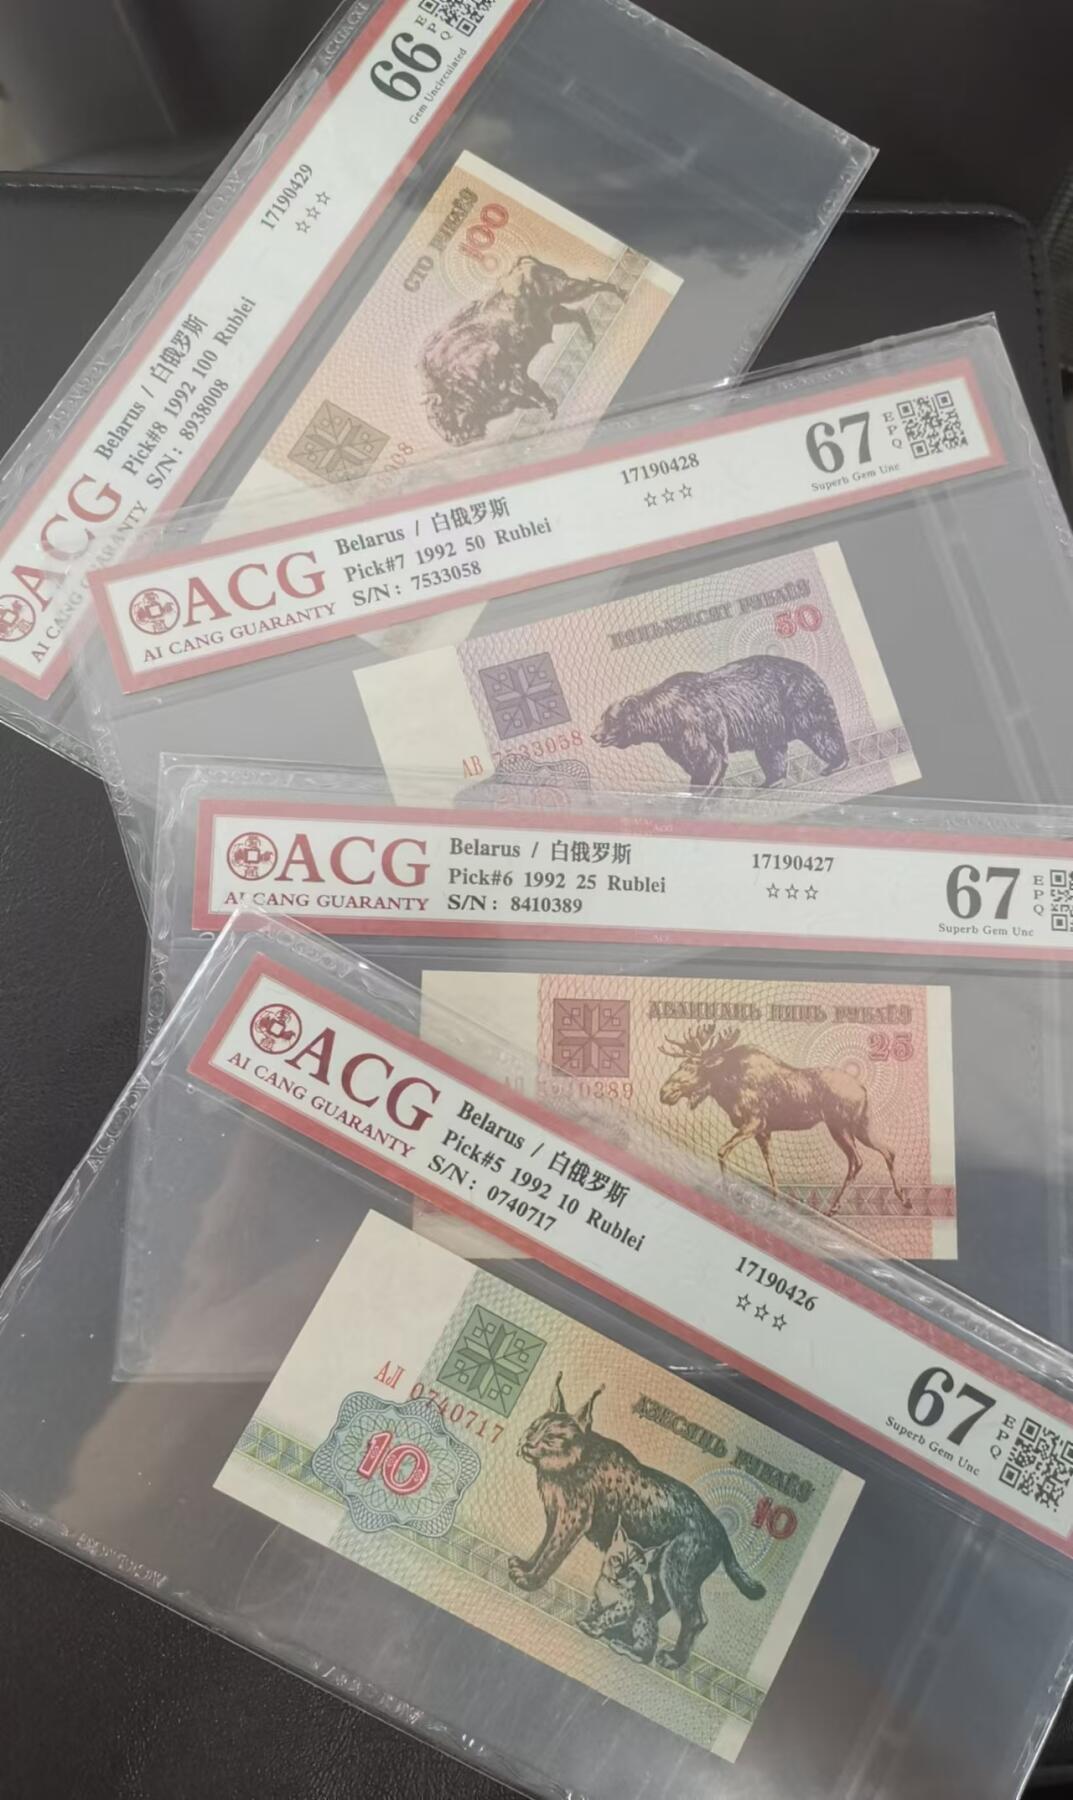 66
EPQ
Gem Uncirculated
17190429
☆☆☆
ACG
AI CANG GUARANTY
Belarus / 白俄罗斯
Pick#8 1992 100 Rublei
S/N: 8938008
СТО РУБЛЁЎ
100
ACG
AI CANG GUARANTY
Belarus / 白俄罗斯
Pick#7 1992 50 Rublei
S/N: 7533058
17190428
☆☆☆
67
EPQ
Superb Gem Unc
ПЯЦЬДЗЕСЯТ РУБЛЁЎ
50
АВ 7533058
ACG
AI CANG GUARANTY
Belarus / 白俄罗斯
Pick#6 1992 25 Rublei
S/N: 8410389
17190427
☆☆☆
67
EPQ
Superb Gem Unc
ДВАЦЦАЦЬ ПЯЦЬ РУБЛЁЎ
25
ACG
AI CANG GUARANTY
Belarus / 白俄罗斯
Pick#5 1992 10 Rublei
S/N: 0740717
17190426
☆☆☆
67
EPQ
Superb Gem Unc
АЛ 0740717
ДЗЕСЯЦЬ РУБЛЁЎ
10
10